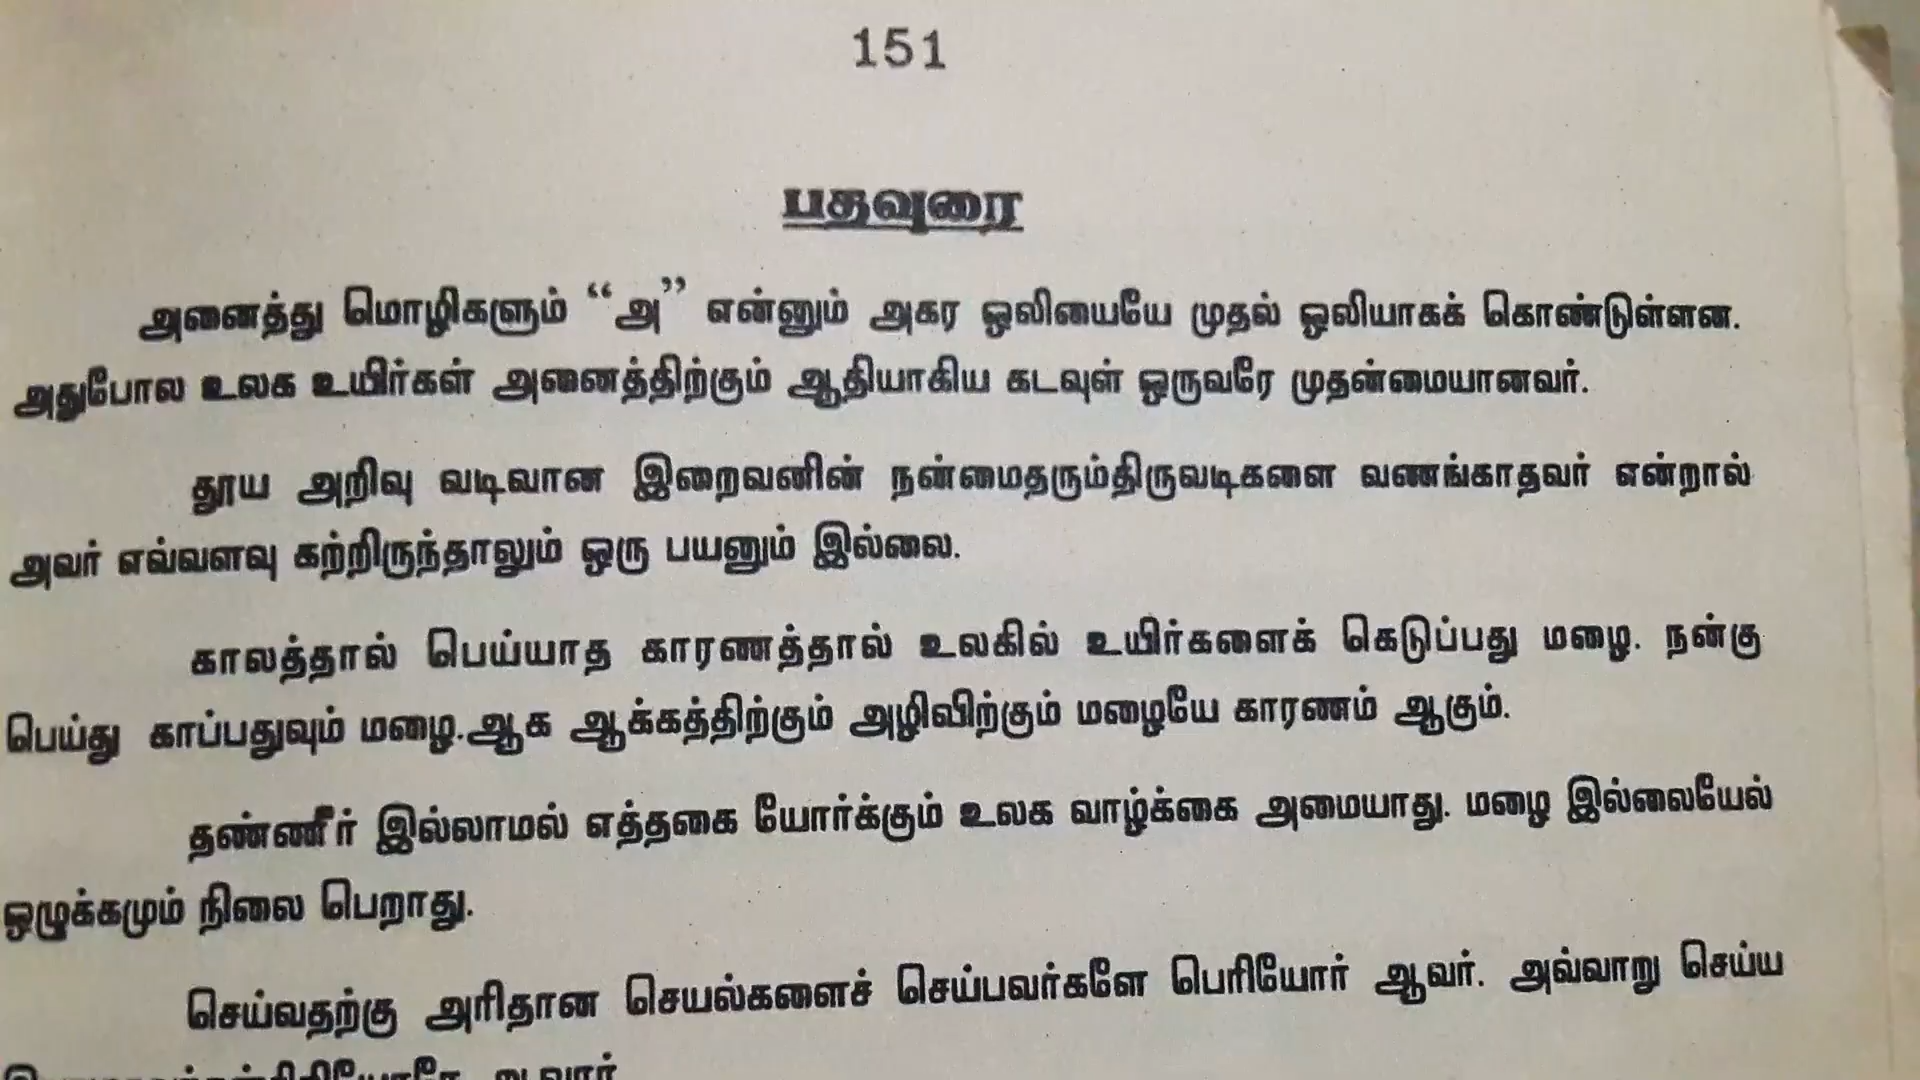 151
பதவுரை
அனைத்து மொழிகளும் “அ” என்னும் அகர ஒலியையே முதல் ஒலியாகக் கொண்டுள்ளன.
அதுபோல உலக உயிர்கள் அனைத்திற்கும் ஆதியாகிய கடவுள் ஒருவரே முதன்மையானவர்.
தூய அறிவு வடிவான இறைவனின் நன்மைதரும்திருவடிகளை வணங்காதவர் என்றால்
அவர் எவ்வளவு கற்றிருந்தாலும் ஒரு பயனும் இல்லை.
காலத்தால் பெய்யாத காரணத்தால் உலகில் உயிர்களைக் கெடுப்பது மழை. நன்கு
பெய்து காப்பதுவும் மழை.ஆக ஆக்கத்திற்கும் அழிவிற்கும் மழையே காரணம் ஆகும்.
தண்ணீர் இல்லாமல் எத்தகை யோர்க்கும் உலக வாழ்க்கை அமையாது. மழை இல்லையேல்
ஒழுக்கமும் நிலை பெறாது.
செய்வதற்கு அரிதான செயல்களைச் செய்பவர்களே பெரியோர் ஆவர். அவ்வாறு செய்ய